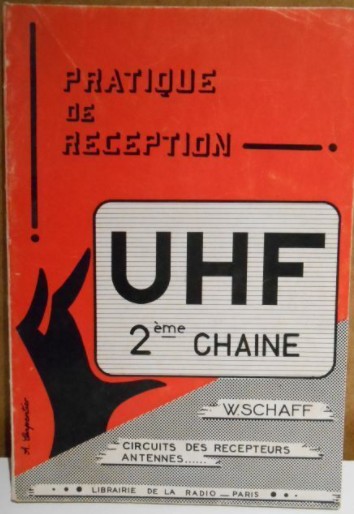 PRATIQUE
DE
RECEPTION
UHF
2ème CHAINE
W.SCHAFF
CIRCUITS DES RECEPTEURS
ANTENNES......
LIBRAIRIE DE LA RADIO _ PARIS